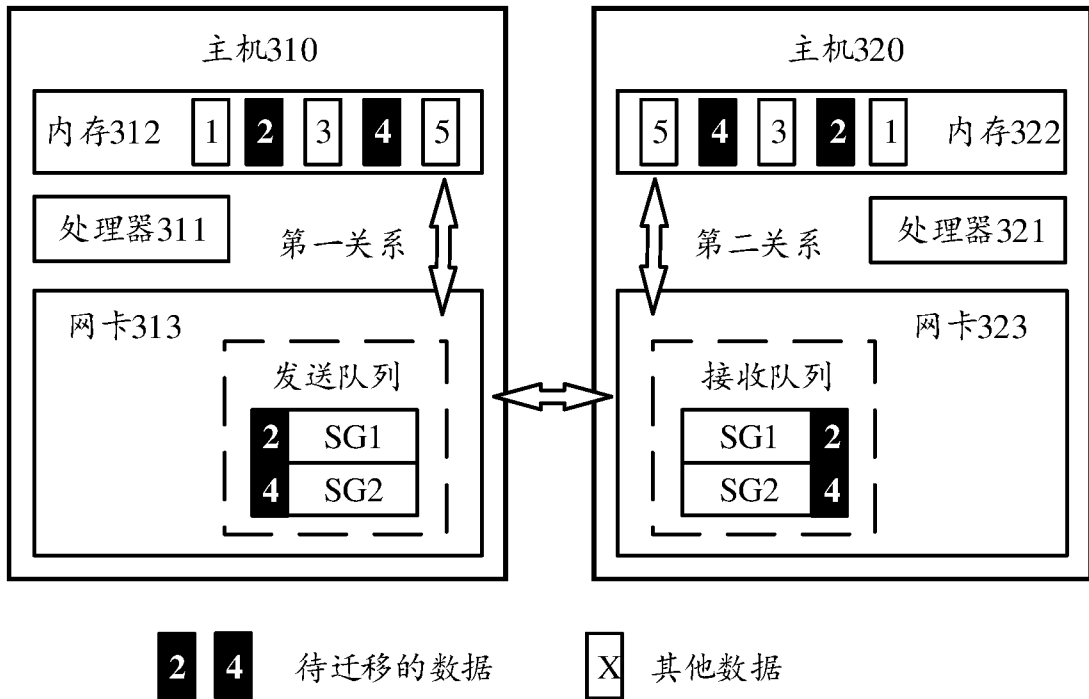 主机310
内存312 1 2 3 4 5
处理器311
第一关系
网卡313
发送队列
2 SG1
4 SG2
主机320
5 4 3 2 1 内存322
第二关系
处理器321
网卡323
接收队列
SG1 2
SG2 4
2 4 待迁移的数据
X 其他数据